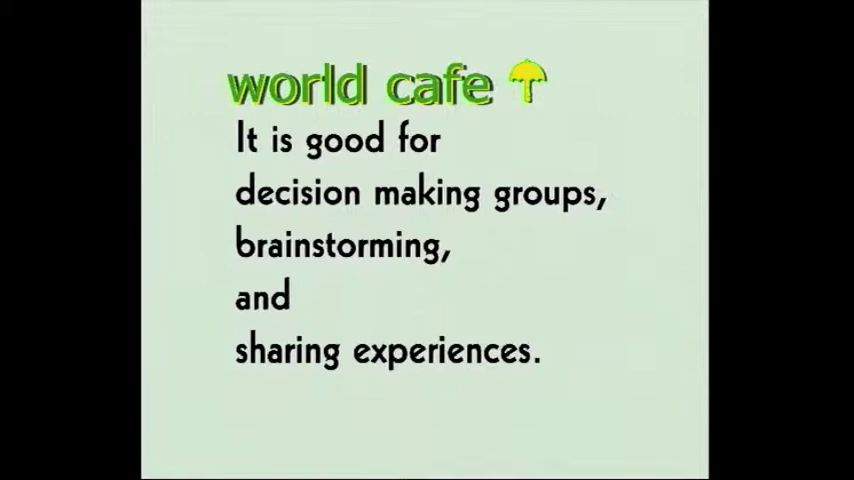 world cafe
It is good for
decision making groups,
brainstorming,
and
sharing experiences.